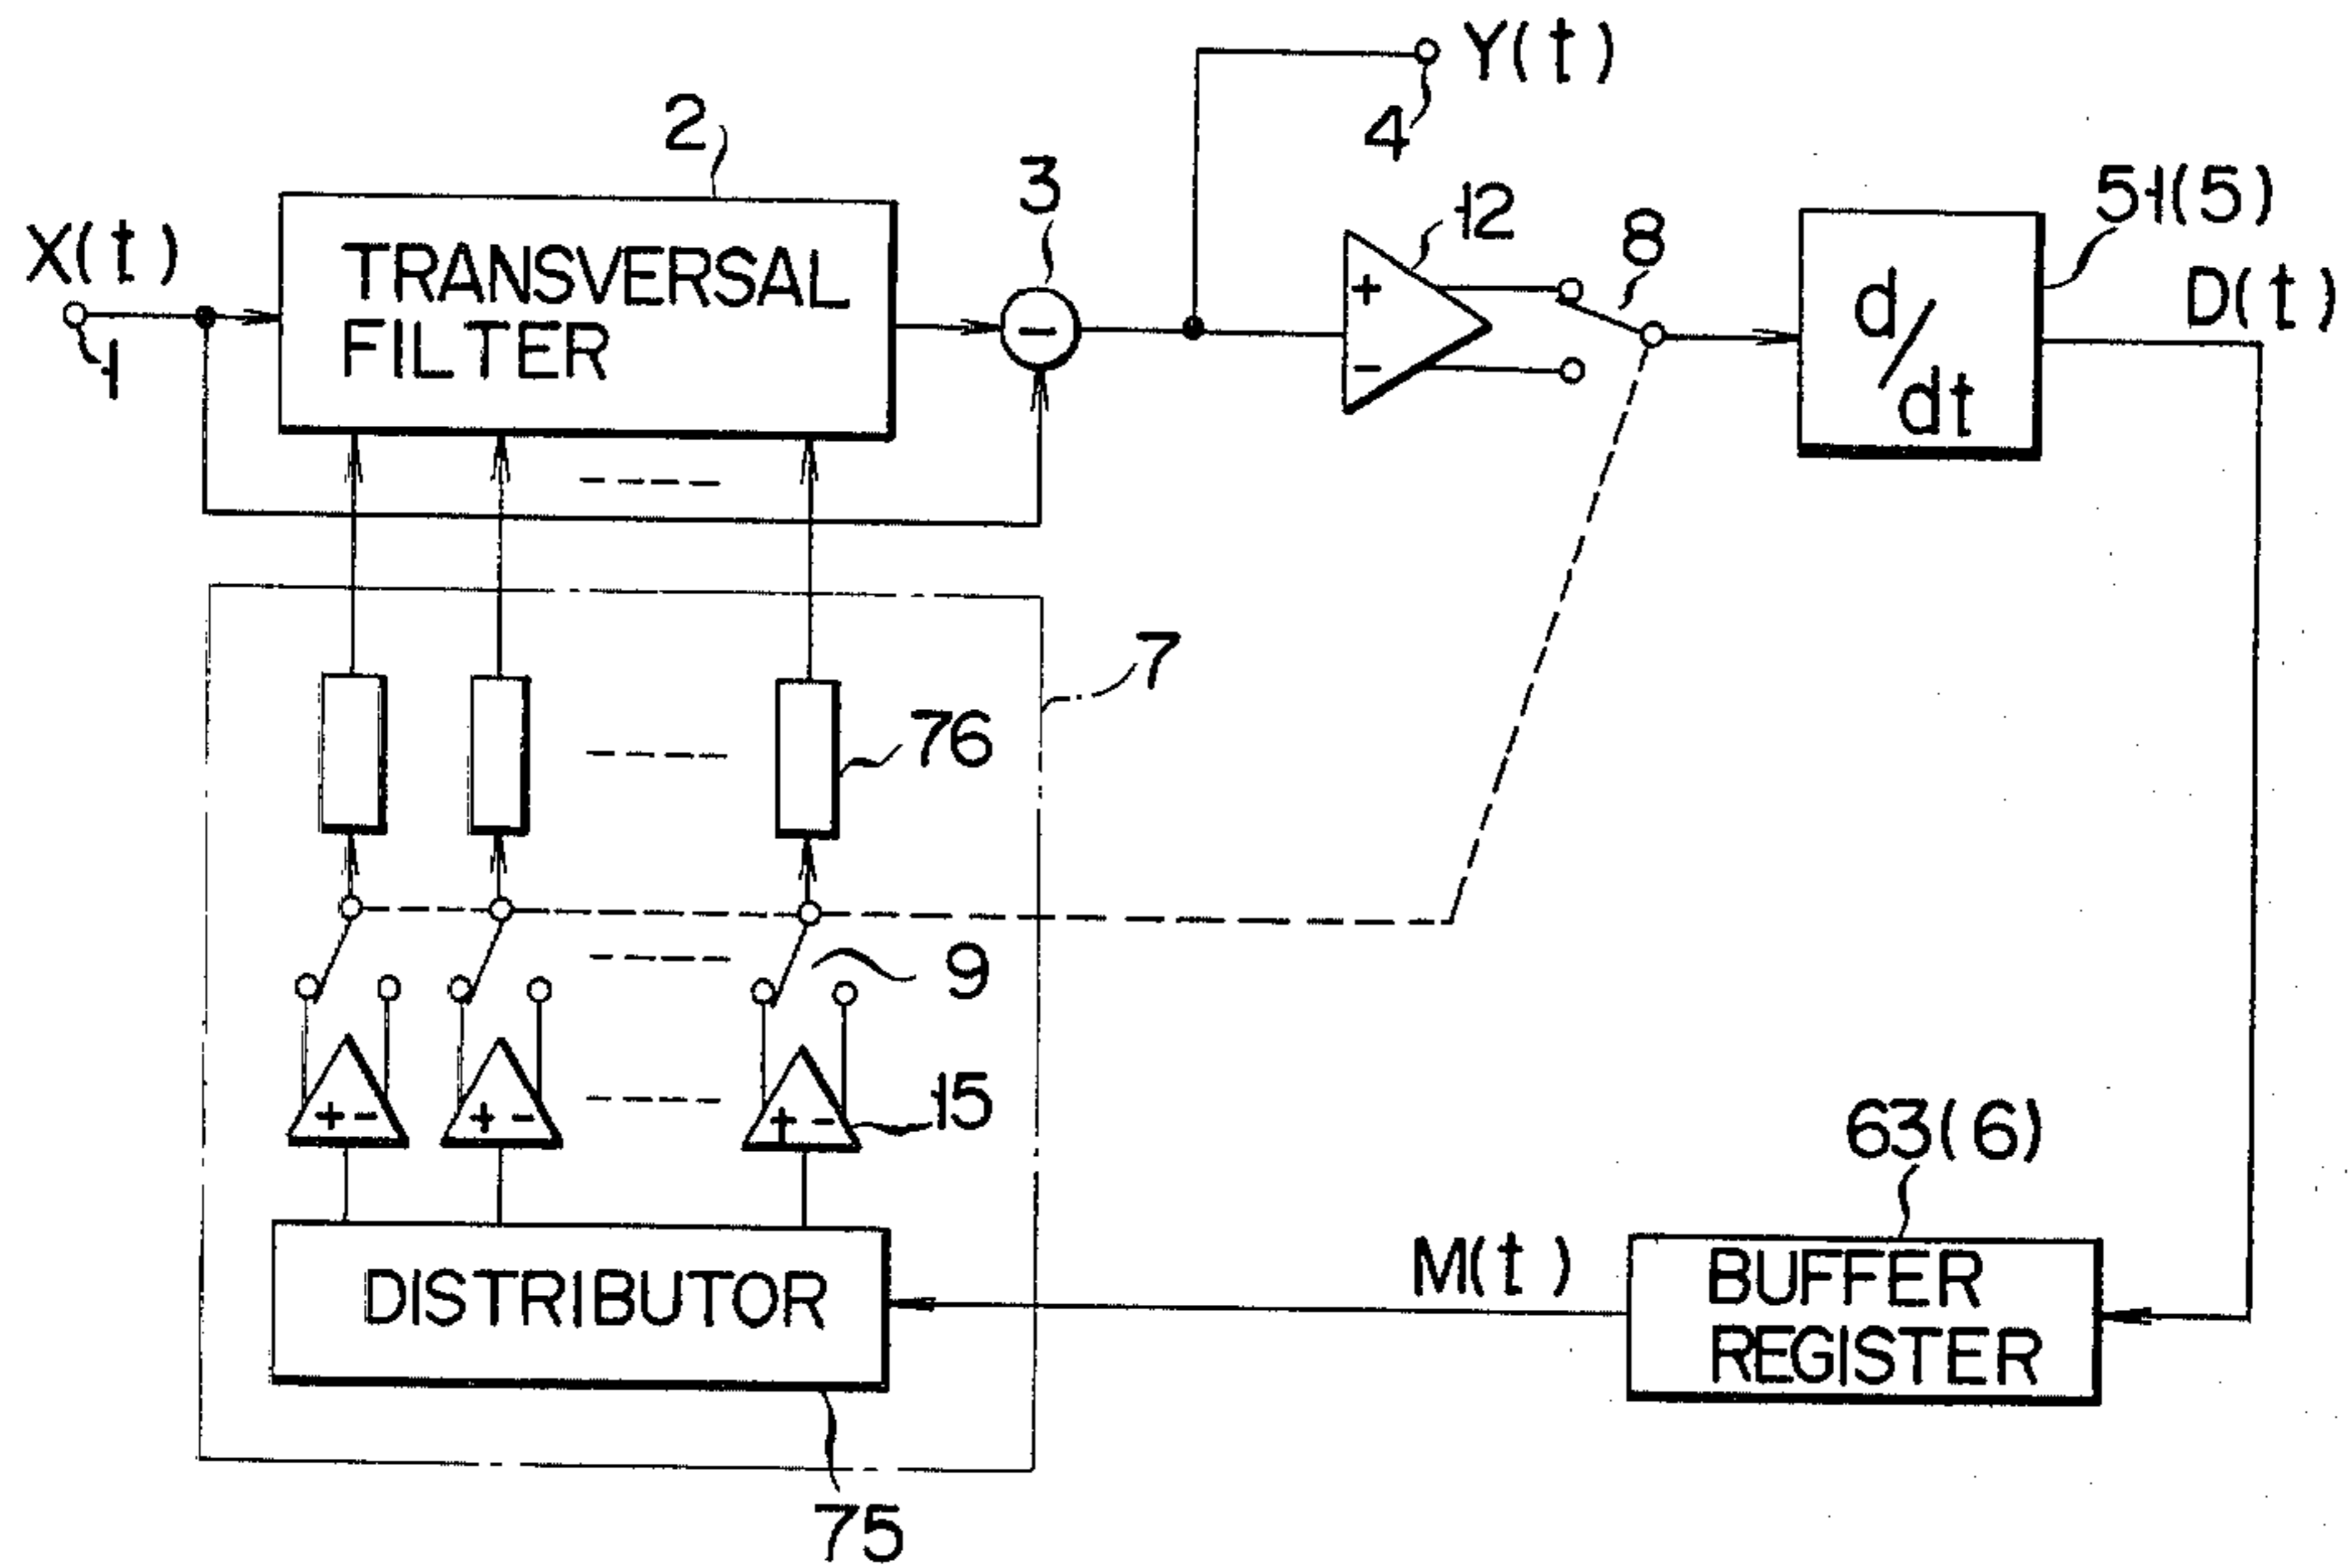 Y(t)
4
2
3
12
8
51(5)
X(t)
TRANSVERSAL
FILTER
−
+
−
d/dt
D(t)
1
7
76
9
+ −
+ −
+ −
15
63(6)
M(t)
DISTRIBUTOR
BUFFER
REGISTER
75